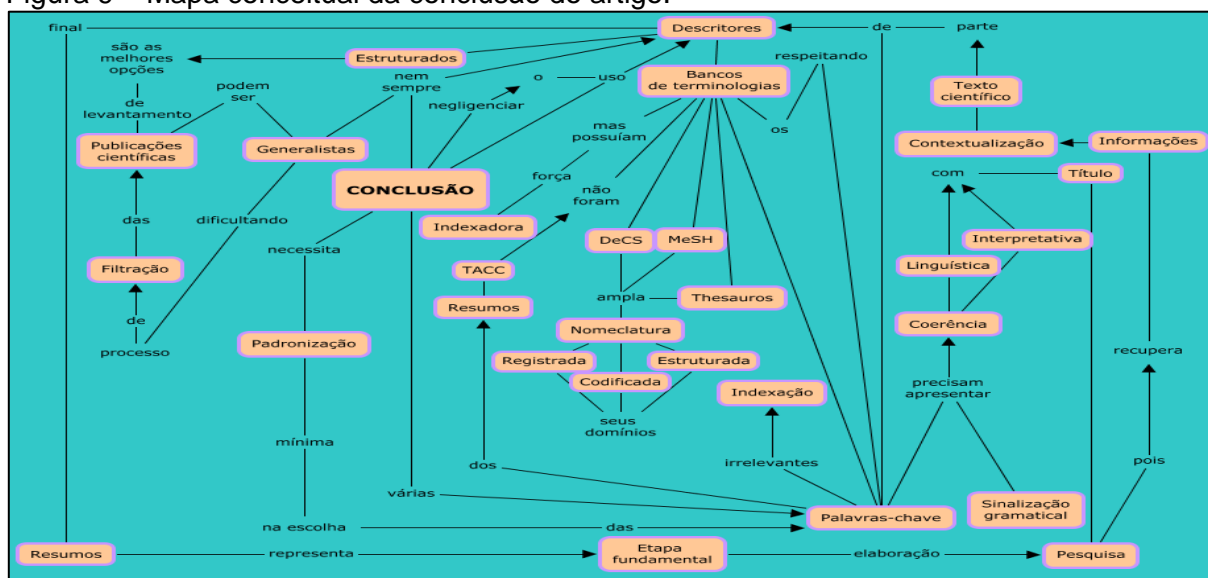 Figura 5 – Mapa conceitual da conclusão do artigo.
final
Descritores
de
parte
são as
melhores
opções
Estruturados
nem
sempre
o
uso
respeitando
Bancos
de terminologias
Texto
científico
podem
ser
negligenciar
de
levantamento
mas
possuíam
os
Publicações
científicas
Generalistas
Contextualização
Informações
CONCLUSÃO
força
não
foram
com
Título
das
dificultando
Indexadora
necessita
DeCS
MeSH
Interpretativa
Filtração
TACC
Linguística
ampla
Thesauros
Resumos
de
Nomeclatura
Coerência
processo
Padronização
Registrada
Estruturada
recupera
Codificada
Indexação
precisam
apresentar
seus
domínios
mínima
dos
irrelevantes
pois
várias
Palavras-chave
Sinalização
gramatical
na escolha
das
Resumos
representa
Etapa
fundamental
elaboração
Pesquisa